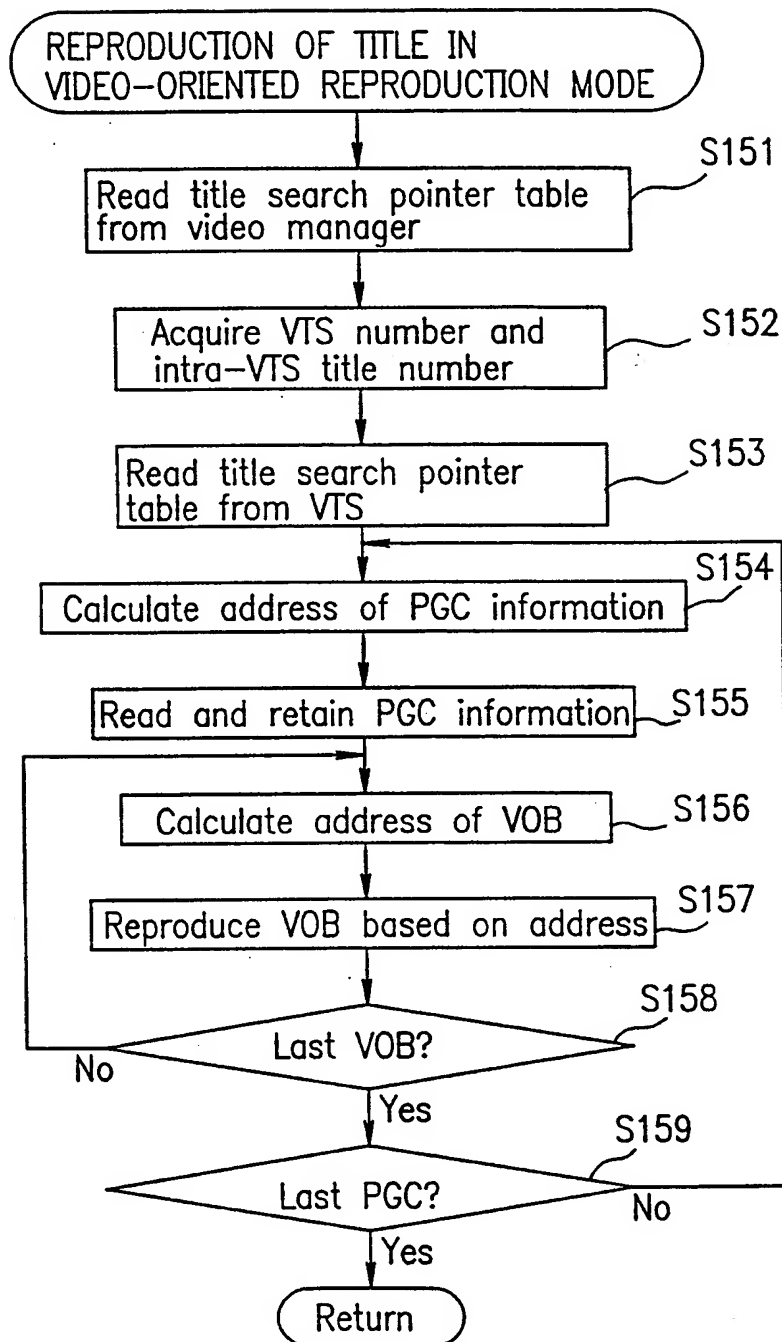 REPRODUCTION OF TITLE IN
VIDEO-ORIENTED REPRODUCTION MODE
S151
Read title search pointer table
from video manager
S152
Acquire VTS number and
intra-VTS title number
S153
Read title search pointer
table from VTS
S154
Calculate address of PGC information
Read and retain PGC information
S155
Calculate address of VOB
S156
Reproduce VOB based on address
S157
S158
Last VOB?
No
Yes
S159
Last PGC?
No
Yes
Return